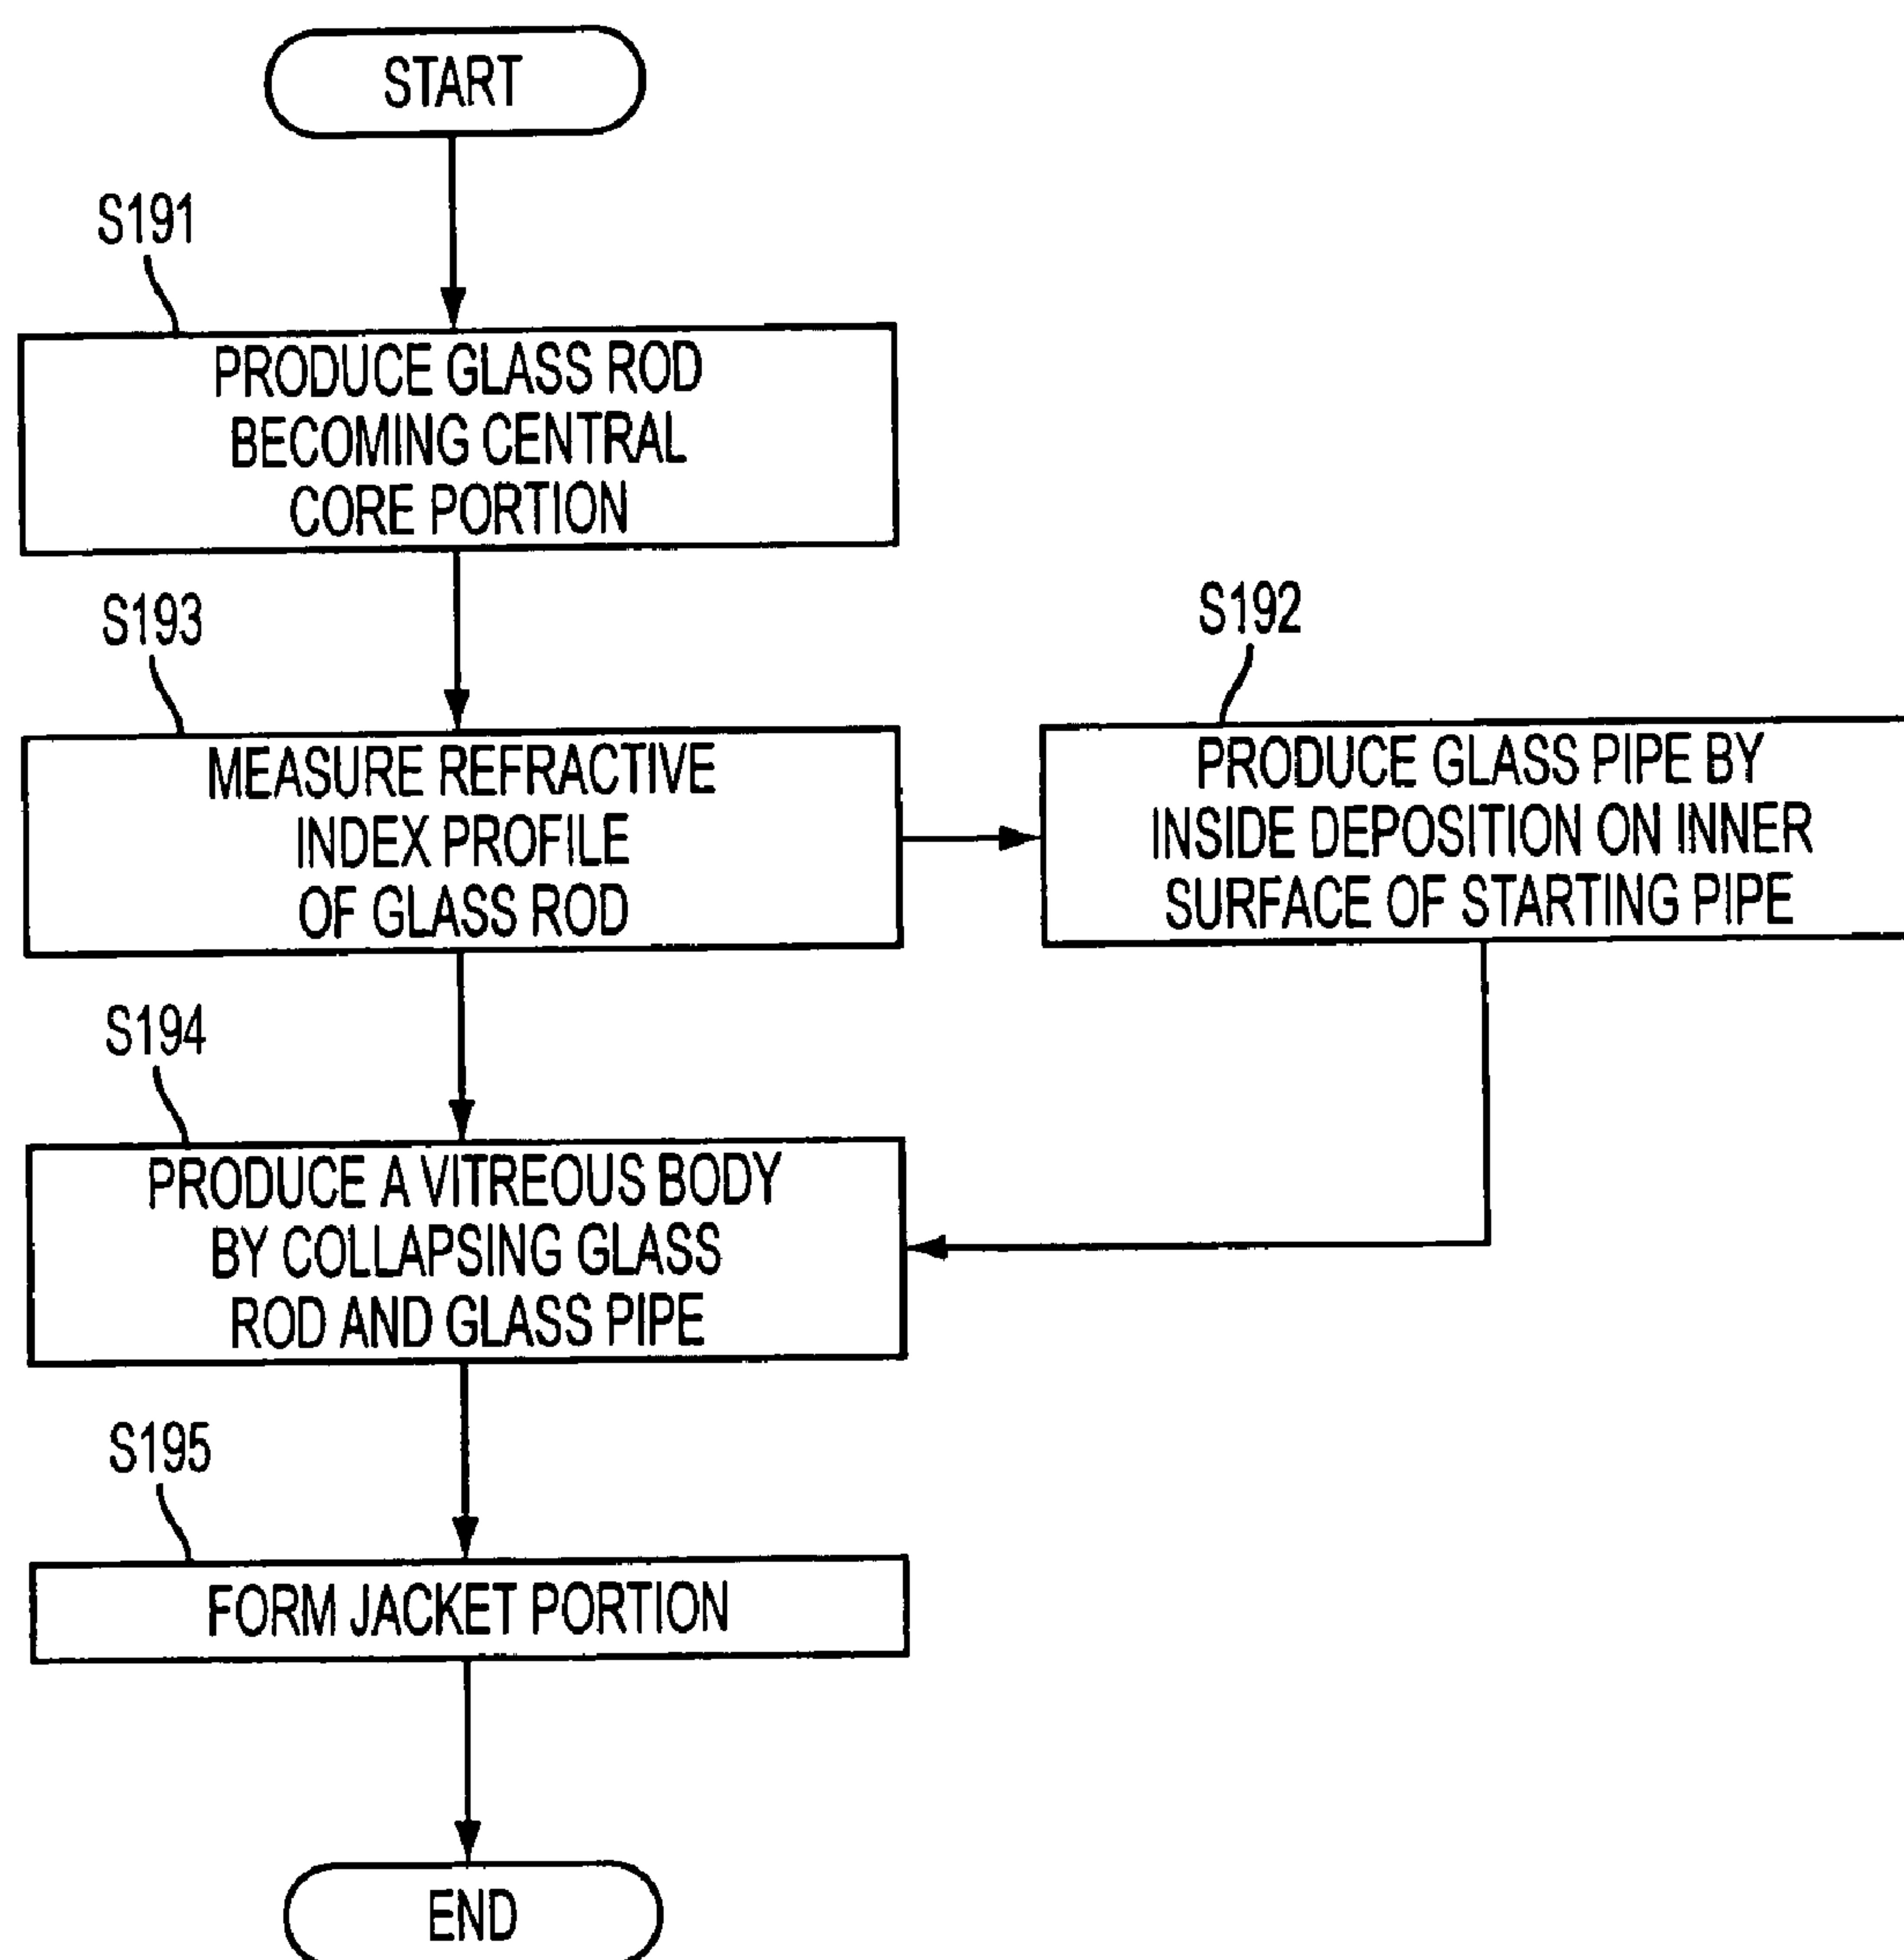 START
S191
PRODUCE GLASS ROD
BECOMING CENTRAL
CORE PORTION
S193
MEASURE REFRACTIVE
INDEX PROFILE
OF GLASS ROD
S192
PRODUCE GLASS PIPE BY
INSIDE DEPOSITION ON INNER
SURFACE OF STARTING PIPE
S194
PRODUCE A VITREOUS BODY
BY COLLAPSING GLASS
ROD AND GLASS PIPE
S195
FORM JACKET PORTION
END